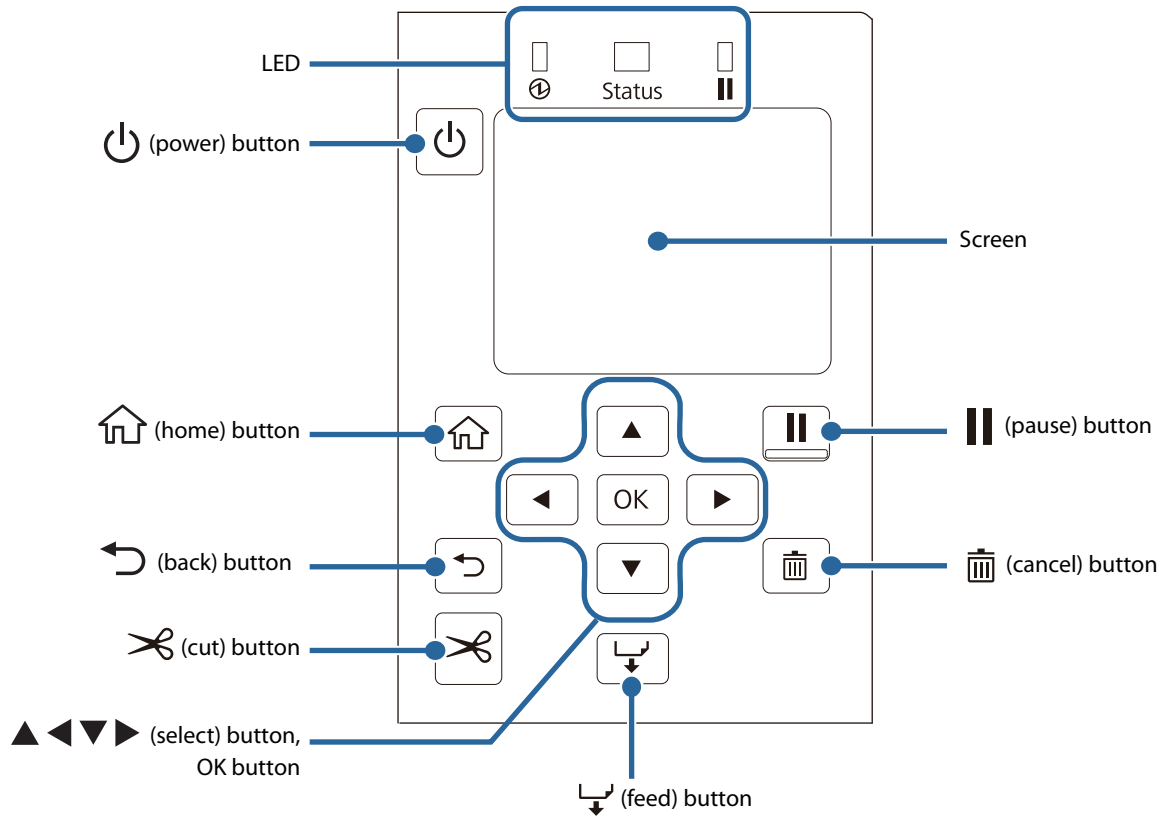 LED
Status
(power) button
Screen
(home) button
(pause) button
OK
(back) button
(cancel) button
(cut) button
(select) button,
OK button
(feed) button